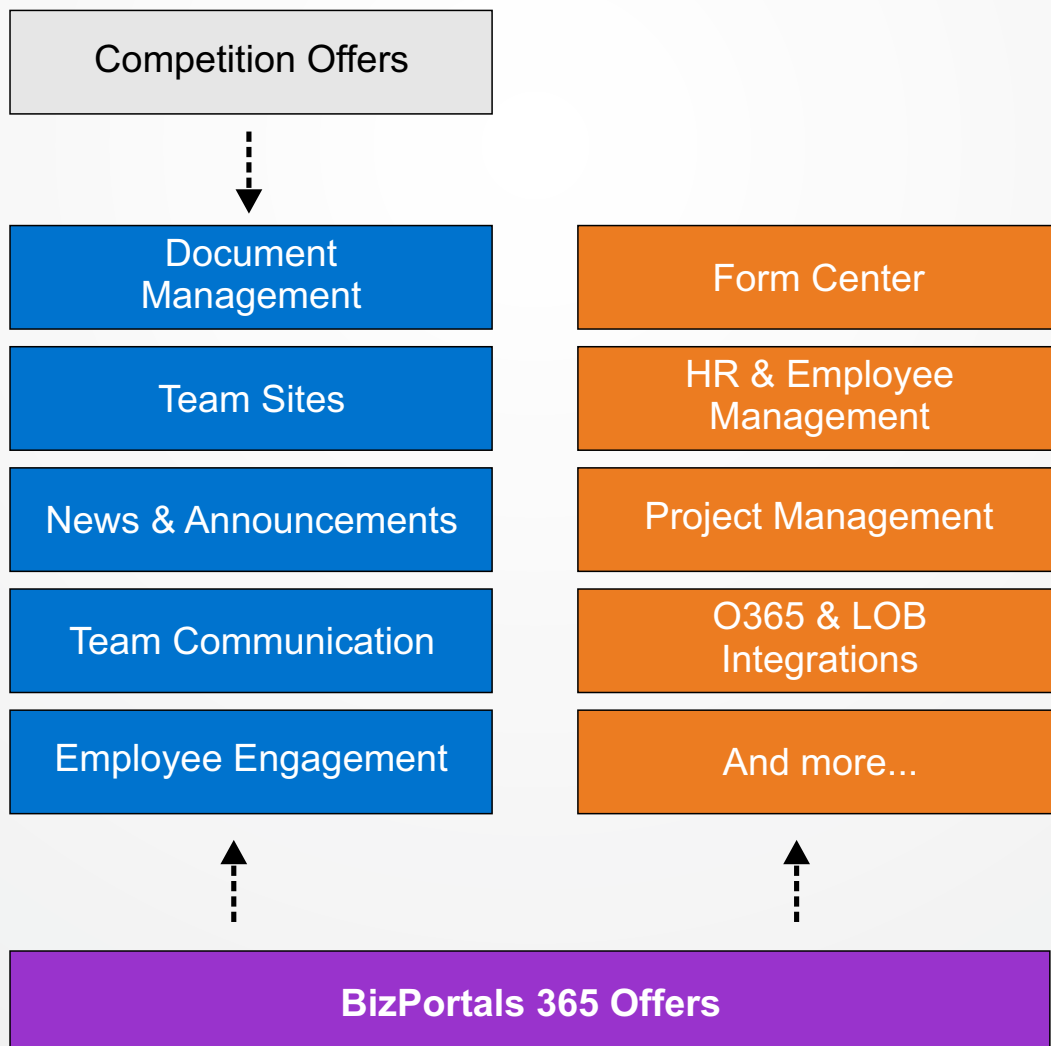 Competition Offers
Document
Management
Team Sites
News & Announcements
Team Communication
Employee Engagement
Form Center
HR & Employee
Management
Project Management
O365 & LOB
Integrations
And more...
BizPortals 365 Offers